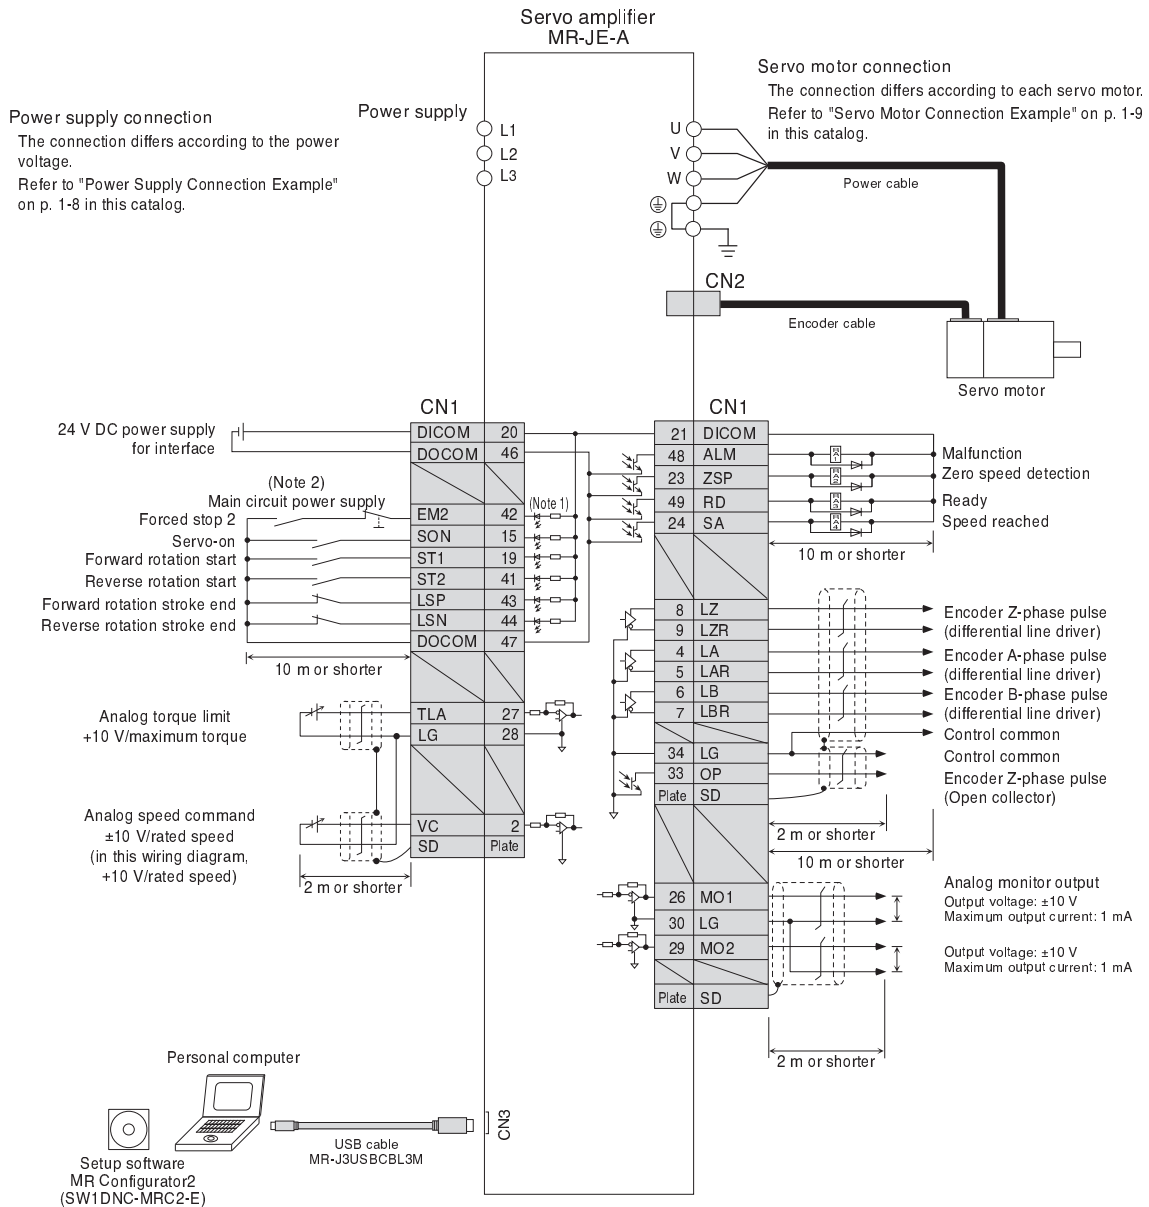 Servo amplifier
MR-JE-A
Power supply connection
The connection differs according to the power
voltage.
Refer to "Power Supply Connection Example"
on p. 1-8 in this catalog.
Power supply
L1
L2
L3
Servo motor connection
The connection differs according to each servo motor.
Refer to "Servo Motor Connection Example" on p. 1-9
in this catalog.
U
V
W
Power cable
CN2
Encoder cable
Servo motor
CN1
24 V DC power supply
for interface
DICOM 20
DOCOM 46
(Note 2)
Main circuit power supply
(Note 1)
Forced stop 2
EM2 42
Servo-on
SON 15
Forward rotation start
ST1 19
Reverse rotation start
ST2 41
Forward rotation stroke end
LSP 43
Reverse rotation stroke end
LSN 44
DOCOM 47
10 m or shorter
Analog torque limit
+10 V/maximum torque
TLA 27
LG 28
Analog speed command
±10 V/rated speed
(in this wiring diagram,
+10 V/rated speed)
VC 2
SD Plate
2 m or shorter
CN1
21 DICOM
48 ALM
RA1
Malfunction
23 ZSP
RA2
Zero speed detection
49 RD
RA3
Ready
24 SA
RA4
Speed reached
10 m or shorter
8 LZ
9 LZR
Encoder Z-phase pulse
(differential line driver)
4 LA
5 LAR
Encoder A-phase pulse
(differential line driver)
6 LB
7 LBR
Encoder B-phase pulse
(differential line driver)
Control common
34 LG
Control common
33 OP
Encoder Z-phase pulse
(Open collector)
Plate SD
2 m or shorter
10 m or shorter
26 MO1
30 LG
29 MO2
Plate SD
Analog monitor output
Output voltage: ±10 V
Maximum output current: 1 mA
Output voltage: ±10 V
Maximum output current: 1 mA
2 m or shorter
Personal computer
CN3
USB cable
MR-J3USBCBL3M
Setup software
MR Configurator2
(SW1DNC-MRC2-E)